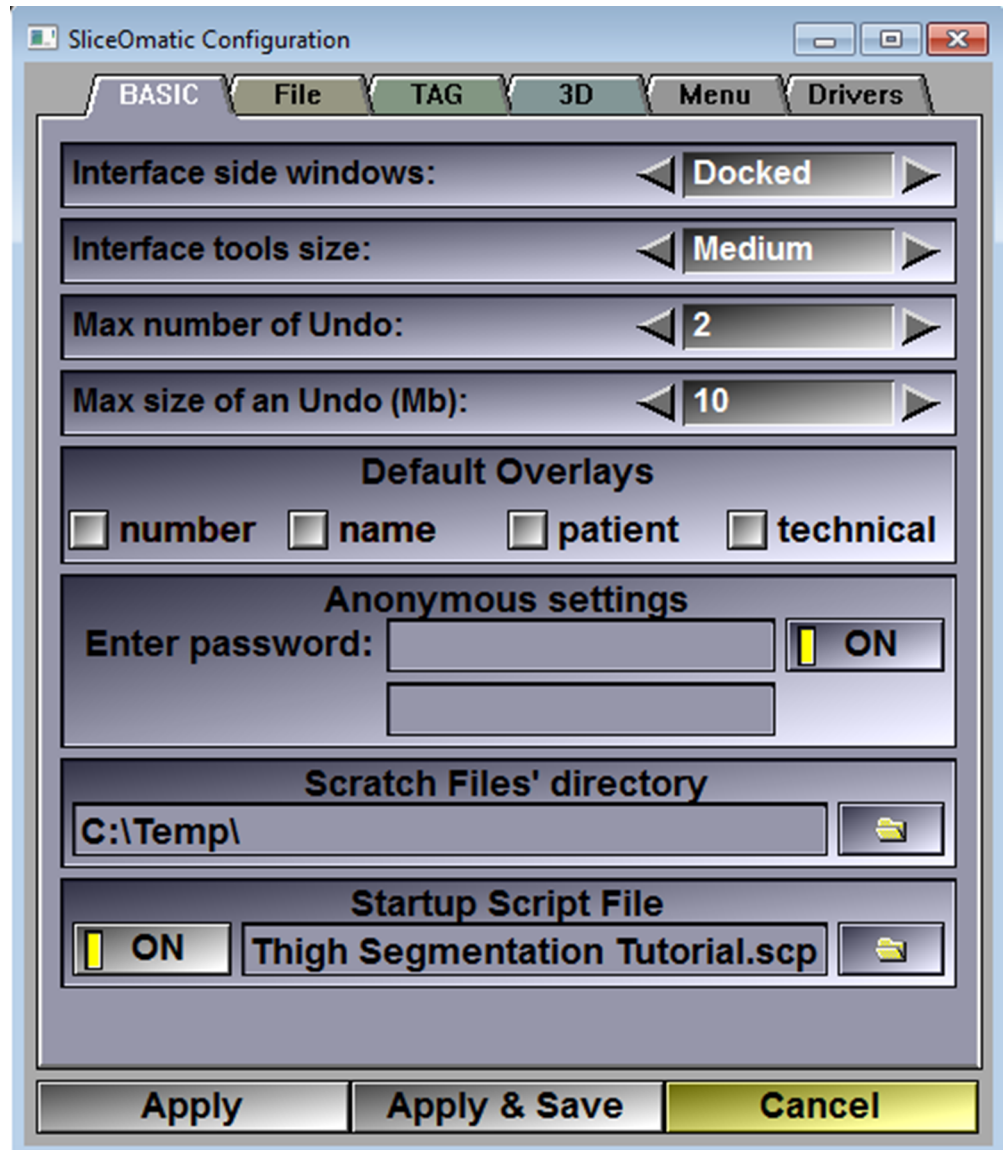 SliceOmatic Configuration
BASIC File TAG 3D Menu Drivers
Interface side windows: Docked
Interface tools size: Medium
Max number of Undo: 2
Max size of an Undo (Mb): 10
Default Overlays
number name patient technical
Anonymous settings
Enter password: ON
Scratch Files' directory
C:\Temp\
Startup Script File
ON Thigh Segmentation Tutorial.scp
Apply Apply & Save Cancel